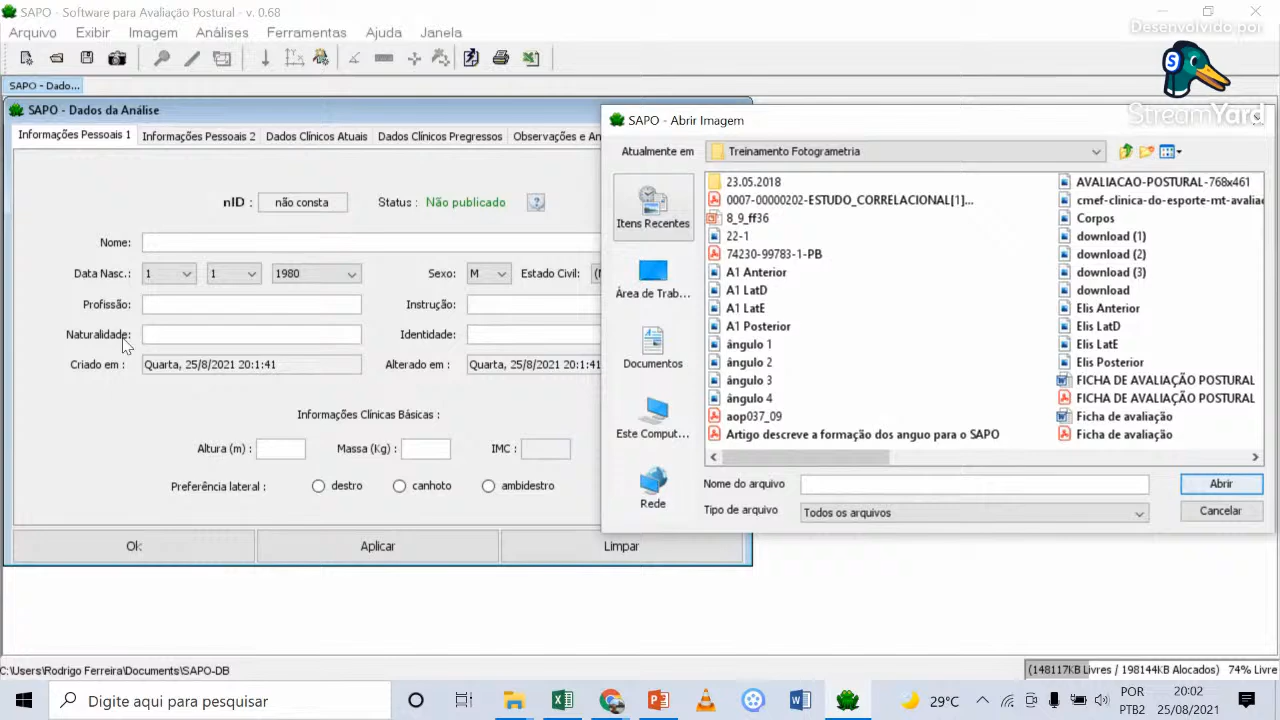 SAPO - Software para Avaliação Postural - v. 0.68
Arquivo Exibir Imagem Análises Ferramentas Ajuda Janela
Desenvolvido por
StreamYard
SAPO - Dado...
SAPO - Dados da Análise
Informações Pessoais 1 Informações Pessoais 2 Dados Clínicos Atuais Dados Clínicos Pregressos Observações e An
nID : não consta Status : Não publicado
Nome:
Data Nasc.: 1 1 1980 Sexo: M Estado Civil:
Profissão: Instrução:
Naturalidade: Identidade:
Criado em : Quarta, 25/8/2021 20:1:41 Alterado em : Quarta, 25/8/2021 20:1:41
Informações Clínicas Básicas :
Altura (m) : Massa (Kg) : IMC :
Preferência lateral : destro canhoto ambidestro
Ok Aplicar Limpar
SAPO - Abrir Imagem
Atualmente em Treinamento Fotogrametria
Itens Recentes
Área de Trab...
Documentos
Este Comput...
Rede
23.05.2018
0007-00000202-ESTUDO_CORRELACIONAL[1]...
8_9_ff36
22-1
74230-99783-1-PB
A1 Anterior
A1 LatD
A1 LatE
A1 Posterior
ângulo 1
ângulo 2
ângulo 3
ângulo 4
aop037_09
Artigo descreve a formação dos anguo para o SAPO
AVALIACAO-POSTURAL-768x461
cmef-clinica-do-esporte-mt-avaliac
Corpos
download (1)
download (2)
download (3)
download
Elis Anterior
Elis LatD
Elis LatE
Elis Posterior
FICHA DE AVALIAÇÃO POSTURAL
FICHA DE AVALIAÇÃO POSTURAL
Ficha de avaliação
Ficha de avaliação
Nome do arquivo Abrir
Tipo de arquivo Todos os arquivos Cancelar
C:\Users\Rodrigo Ferreira\Documents\SAPO-DB
(148117KB Livres / 198144KB Alocados) 74% Livre
Digite aqui para pesquisar
29°C
POR
PTB2
20:02
25/08/2021